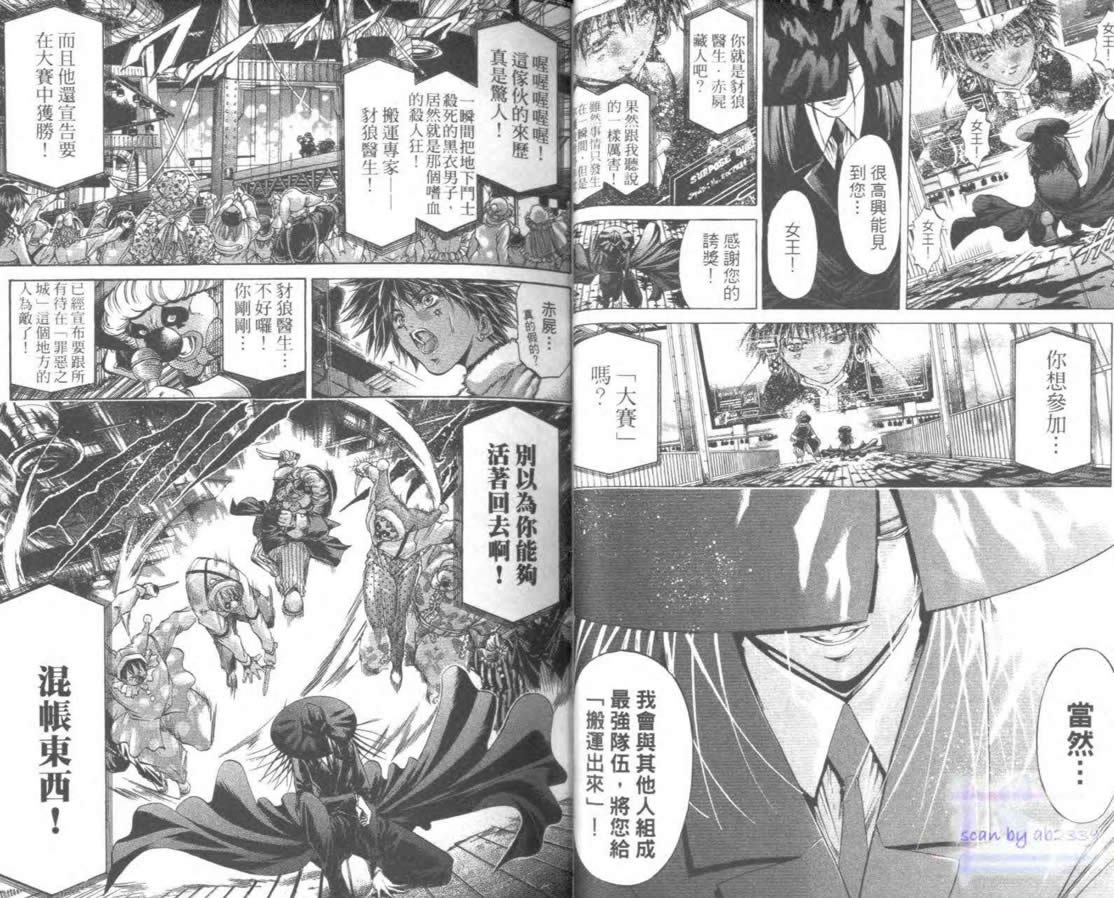 女王！
女王！
女王！
很高興能見
到您…
女王！
你就是豺狼
醫生．赤屍
藏人吧？
果然跟我聽說
的一樣厲害！
雖然事情只發生
在一瞬間，但是
SURPOSE QUEE
感謝您的
誇獎！
你想參加…
「大賽」
嗎？
當然…
我會與其他人組成
最強隊伍，將您給
「搬運出來」！
喔喔喔喔喔！
這傢伙的來歷
真是驚人！
一瞬間把地下鬥士
殺死的黑衣男子，
居然就是那個嗜血
的殺人狂！
搬運專家——
豺狼醫生！
而且他還宣告要
在大賽中獲勝！
赤屍…
真的假的？
豺狼醫生…
不好囉！
你剛剛…
已經宣布要跟所
有待在「罪惡之
城」這個地方的
人為敵了！
別以為你能夠
活著回去啊！
混帳東西！
scan by ab2339